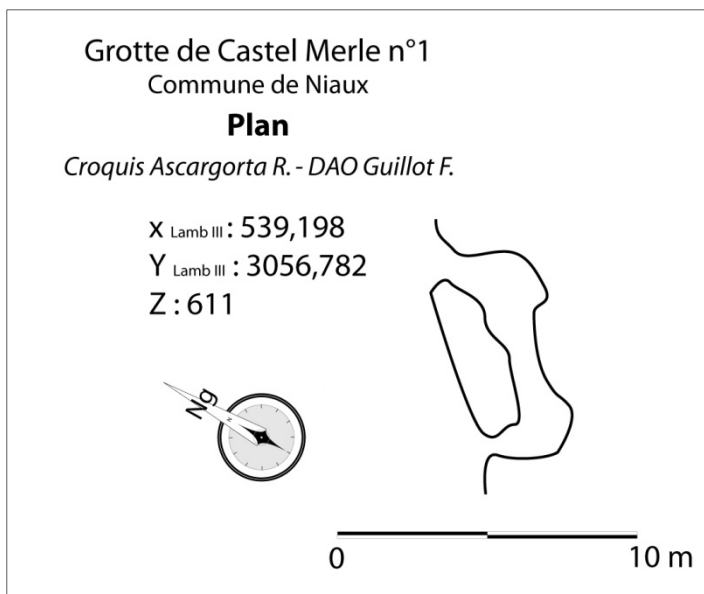 Grotte de Castel Merle n°1
Commune de Niaux
Plan
Croquis Ascargorta R. - DAO Guillot F.
X Lamb III : 539,198
Y Lamb III : 3056,782
Z : 611
Ng
N
0 10 m